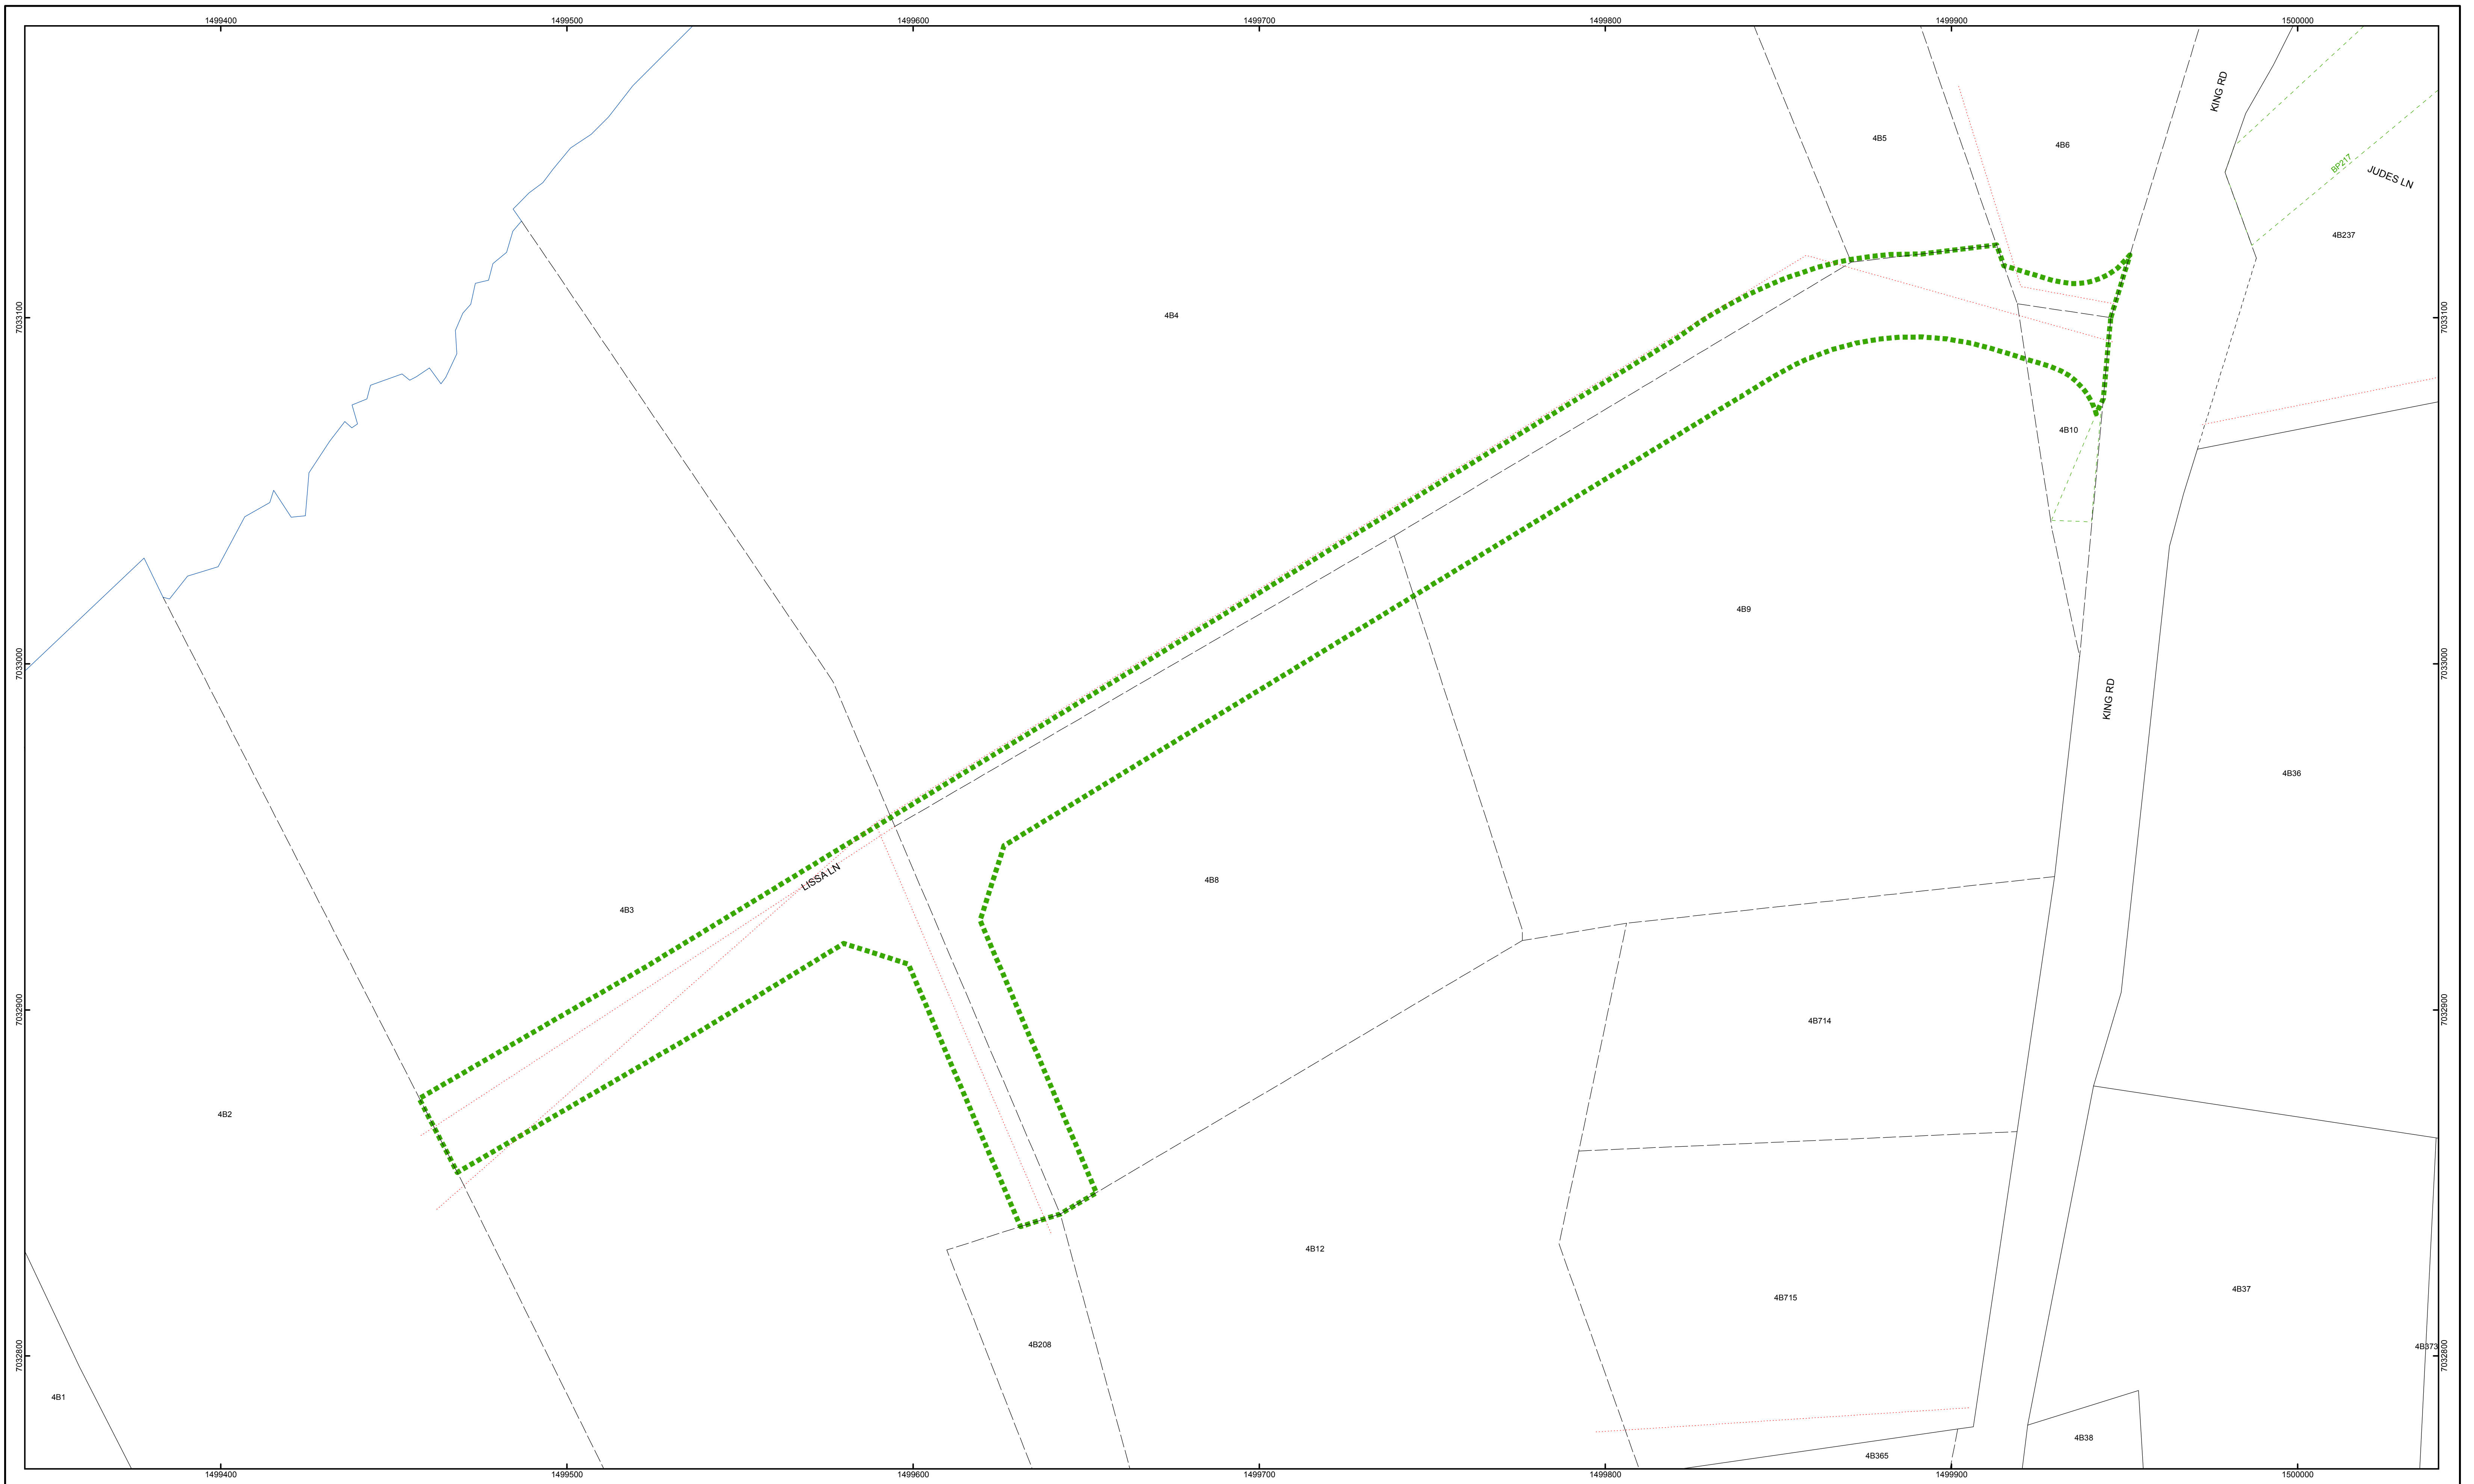 1499400 1499500 1499600 1499700 1499800 1499900 1500000
KING RD
4B5
4B6
BP217
JUDES LN
4B237
7033100
4B4
7033100
4B10
4B9
7033000
7033000
KING RD
4B36
4B8
LISSA LN
4B3
7032900
4B714
7032900
4B2
4B12
4B37
4B715
4B208
4B373
7032800
7032800
4B1
4B38
4B365
1499400 1499500 1499600 1499700 1499800 1499900 1500000